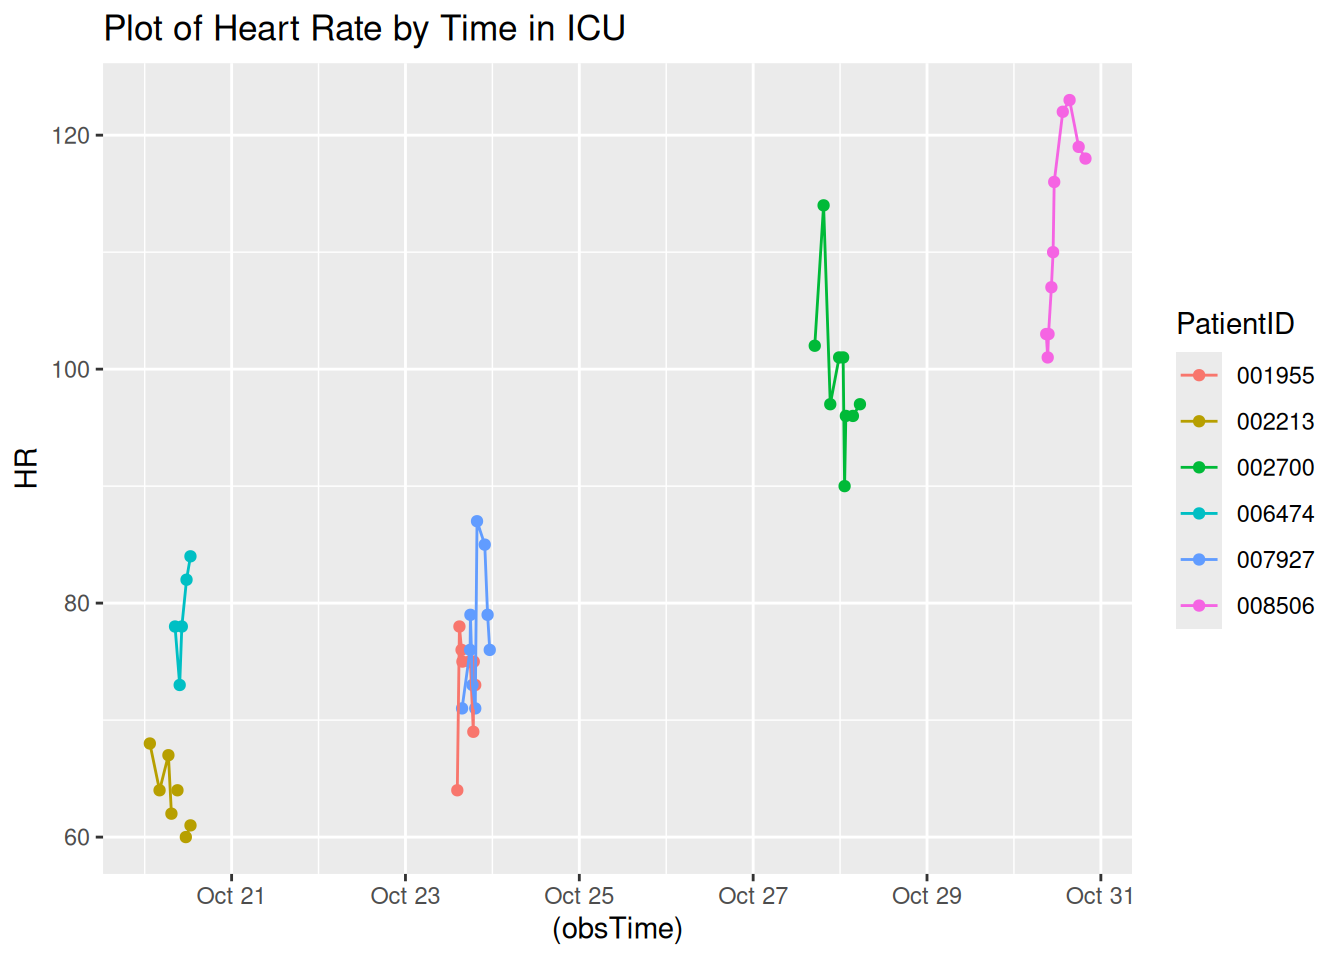 Plot of Heart Rate by Time in ICU
120
100
80
60
HR
Oct 21 Oct 23 Oct 25 Oct 27 Oct 29 Oct 31
(obsTime)
PatientID
001955
002213
002700
006474
007927
008506